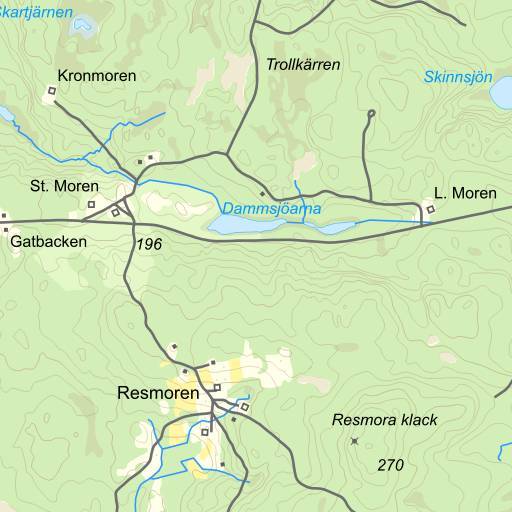 Skartjärnen
Trollkärren
Kronmoren
Skinnsjön
St. Moren
L. Moren
Dammsjöarna
Gatbacken
196
Resmoren
Resmora klack
270